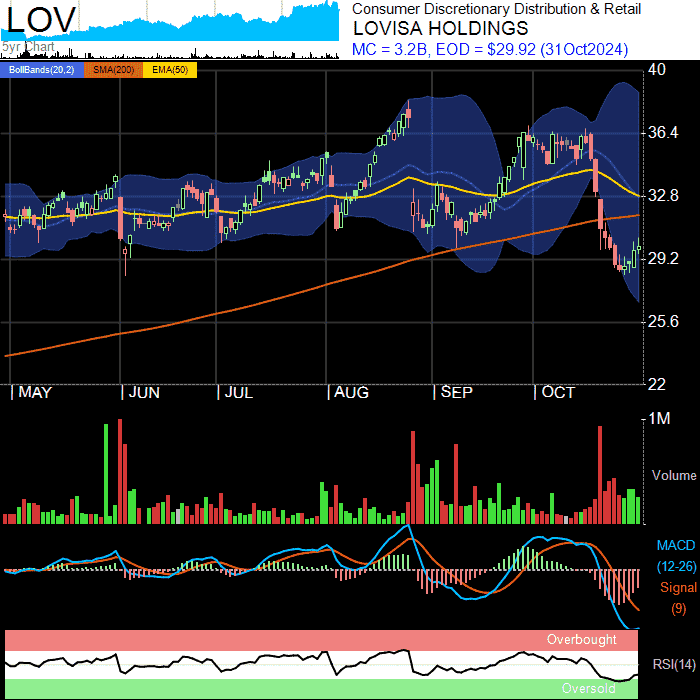 LOV
5yr Chart
Consumer Discretionary Distribution & Retail
LOVISA HOLDINGS
MC = 3.2B, EOD = $29.92 (31Oct2024)
BollBands(20,2) SMA(200) EMA(50)
40
36.4
32.8
29.2
25.6
22
| MAY | JUN | JUL | AUG | SEP | OCT
1M
Volume
MACD
(12-26)
Signal
(9)
Overbought
RSI(14)
Oversold